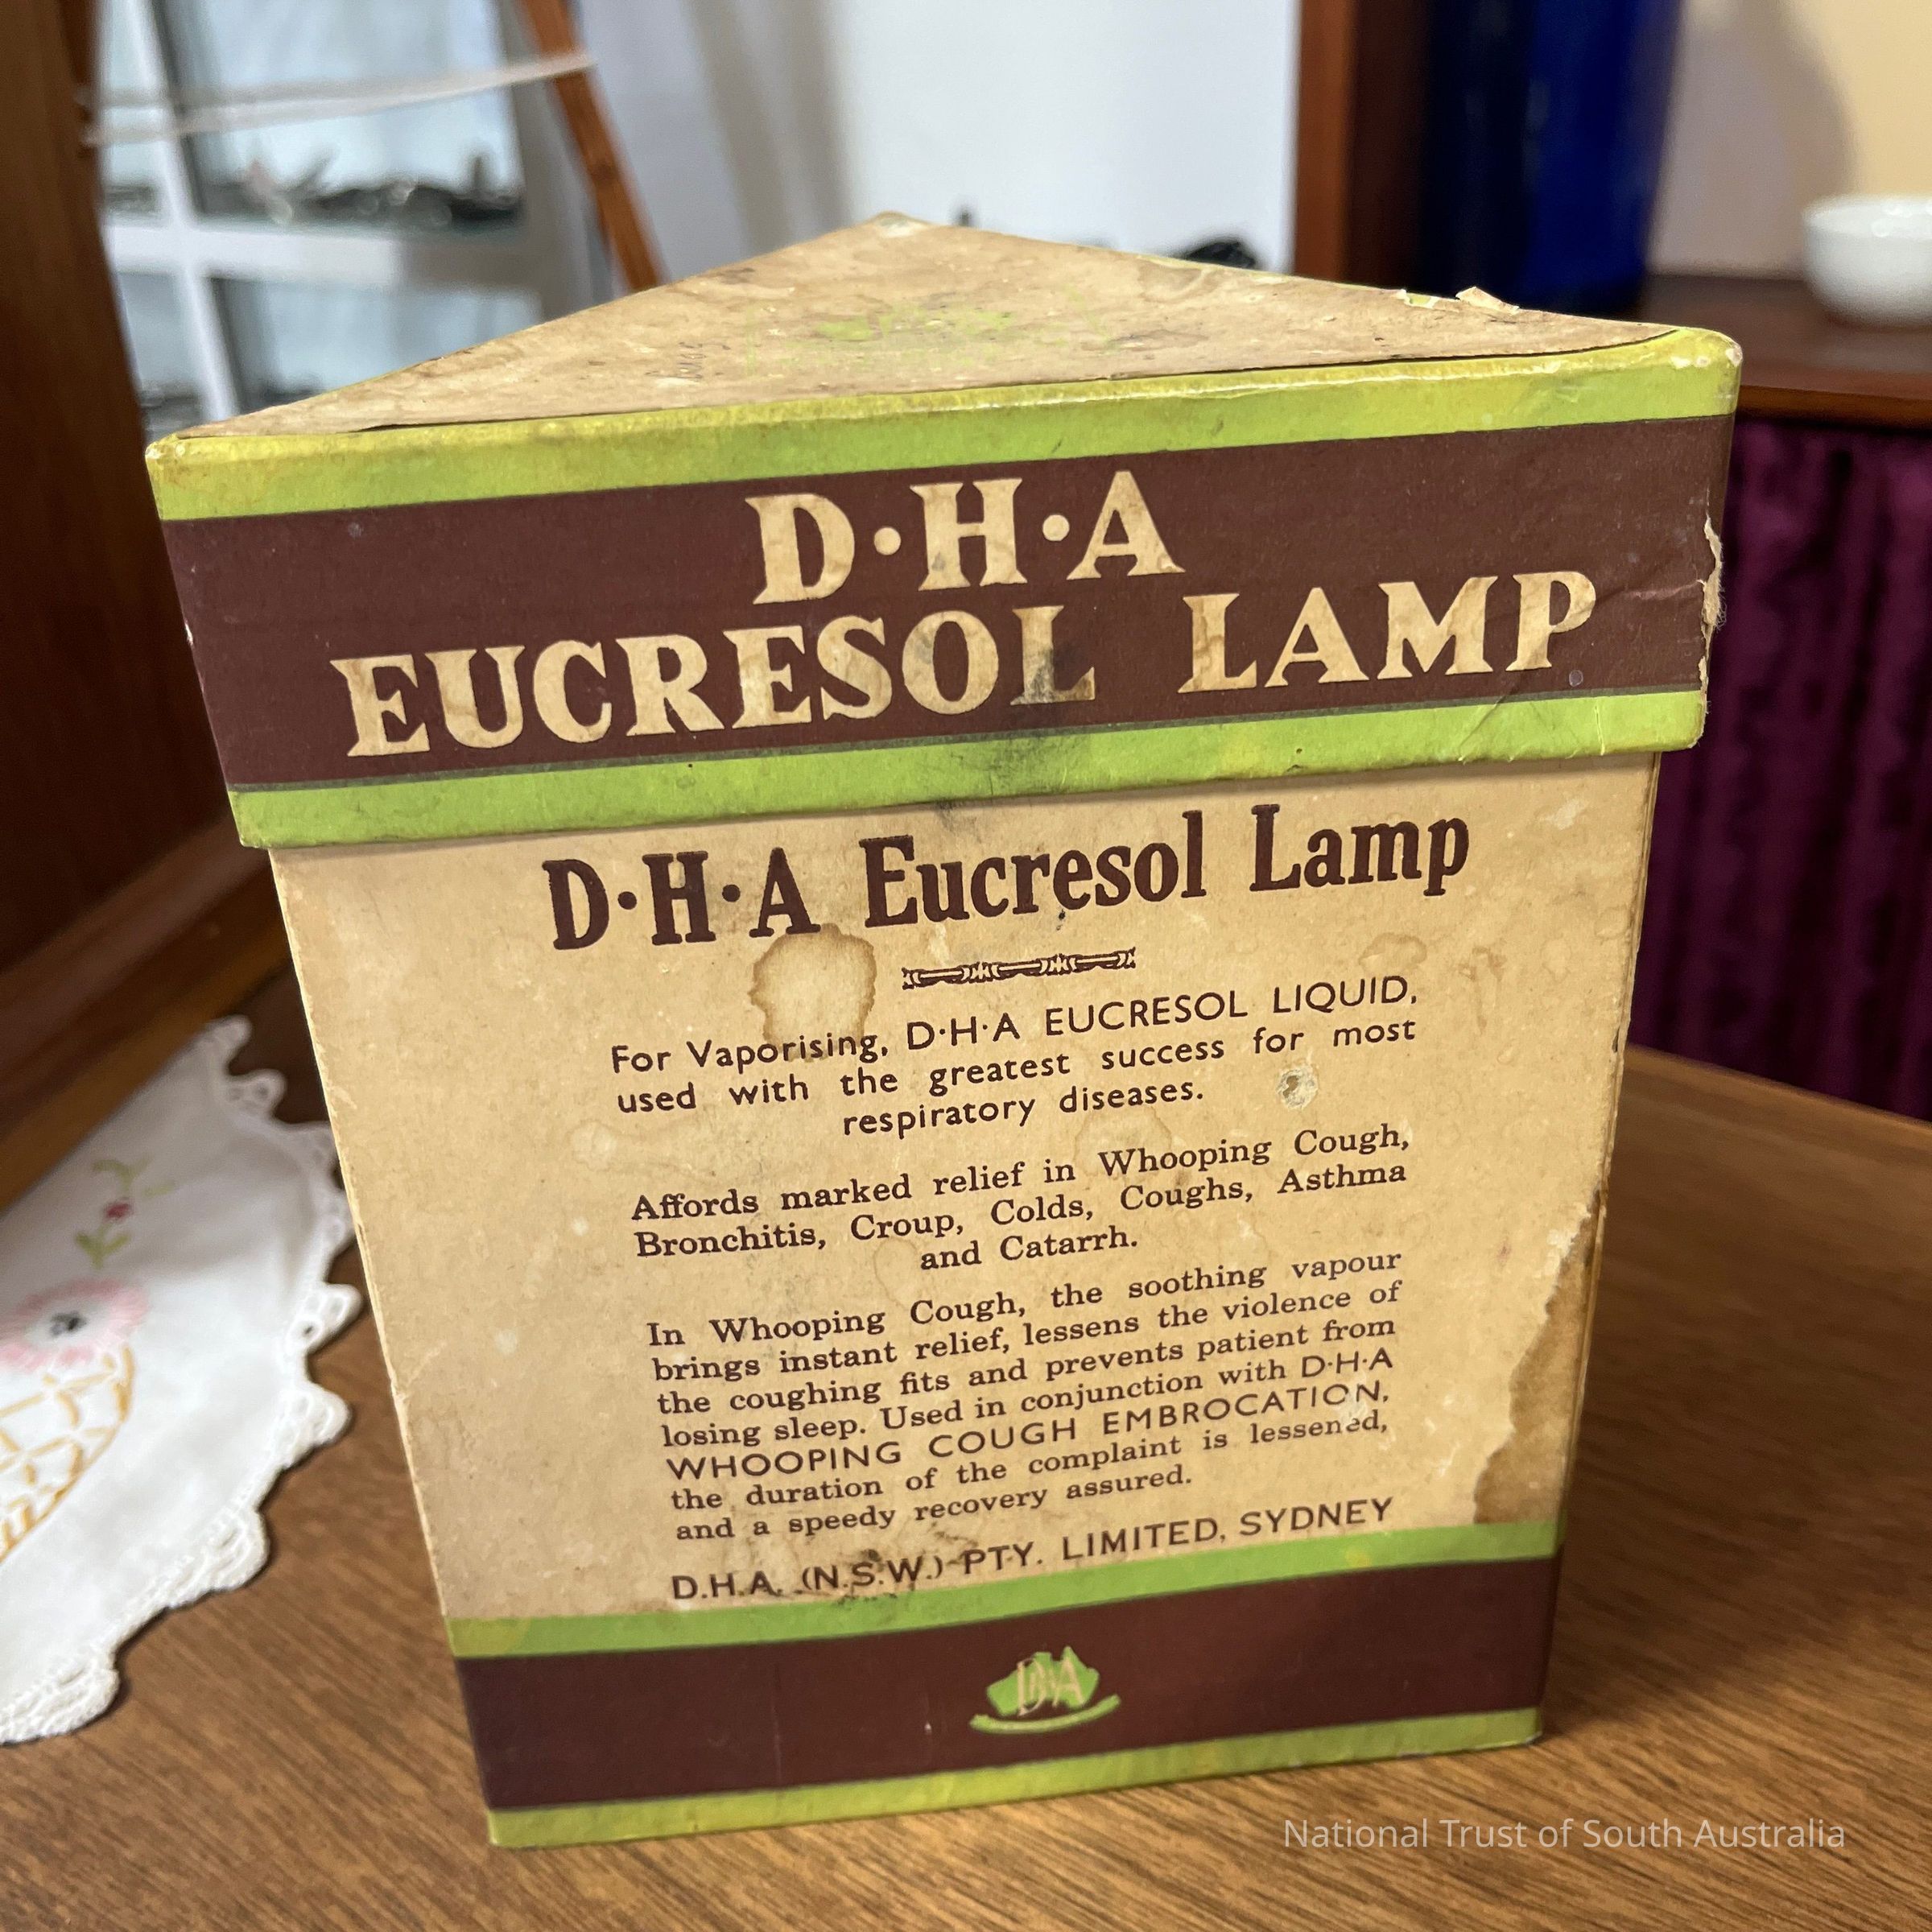 D·H·A
EUCRESOL LAMP
D·H·A Eucresol Lamp
For Vaporising, D·H·A EUCRESOL LIQUID,
used with the greatest success for most
respiratory diseases.
Affords marked relief in Whooping Cough,
Bronchitis, Croup, Colds, Coughs, Asthma
and Catarrh.
In Whooping Cough, the soothing vapour
brings instant relief, lessens the violence of
the coughing fits and prevents patient from
losing sleep. Used in conjunction with D·H·A
WHOOPING COUGH EMBROCATION,
the duration of the complaint is lessened,
and a speedy recovery assured.
D.H.A. (N.S.W.) PTY. LIMITED, SYDNEY
DHA
National Trust of South Australia